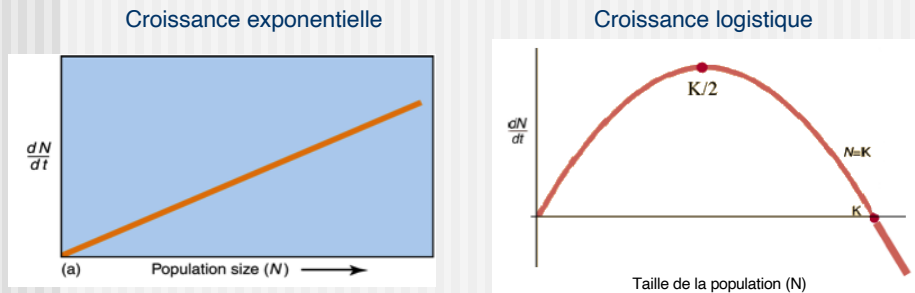 Croissance exponentielle
dN
dt
(a)
Population size (N)
Croissance logistique
dN
dt
K/2
N=K
K
Taille de la population (N)